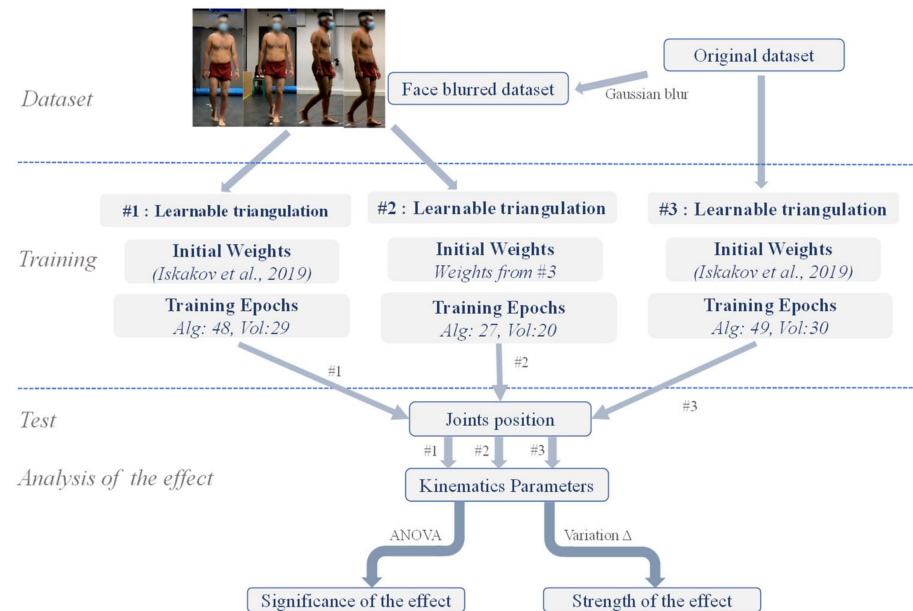 Original dataset
Dataset
Face blurred dataset
Gaussian blur
#1 : Learnable triangulation
#2 : Learnable triangulation
#3 : Learnable triangulation
Training
Initial Weights
(Iskakov et al., 2019)
Initial Weights
Weights from #3
Initial Weights
(Iskakov et al., 2019)
Training Epochs
Alg: 48, Vol:29
Training Epochs
Alg: 27, Vol:20
Training Epochs
Alg: 49, Vol:30
#1
#2
#3
Test
Joints position
#1
#2
#3
Analysis of the effect
Kinematics Parameters
ANOVA
Variation Δ
Significance of the effect
Strength of the effect